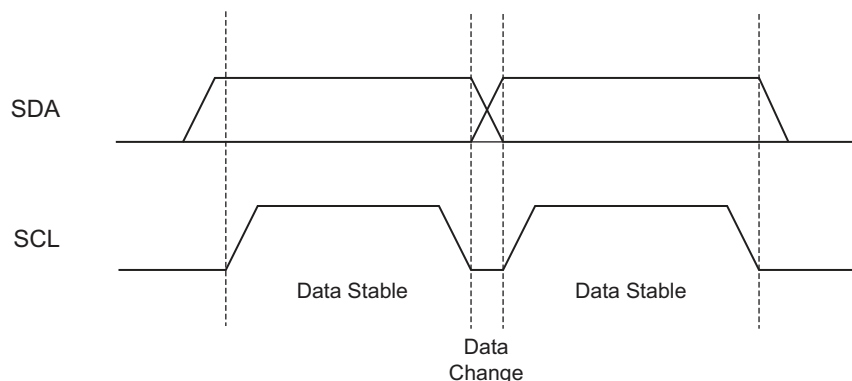 SDA
SCL
Data Stable
Data Stable
Data
Change